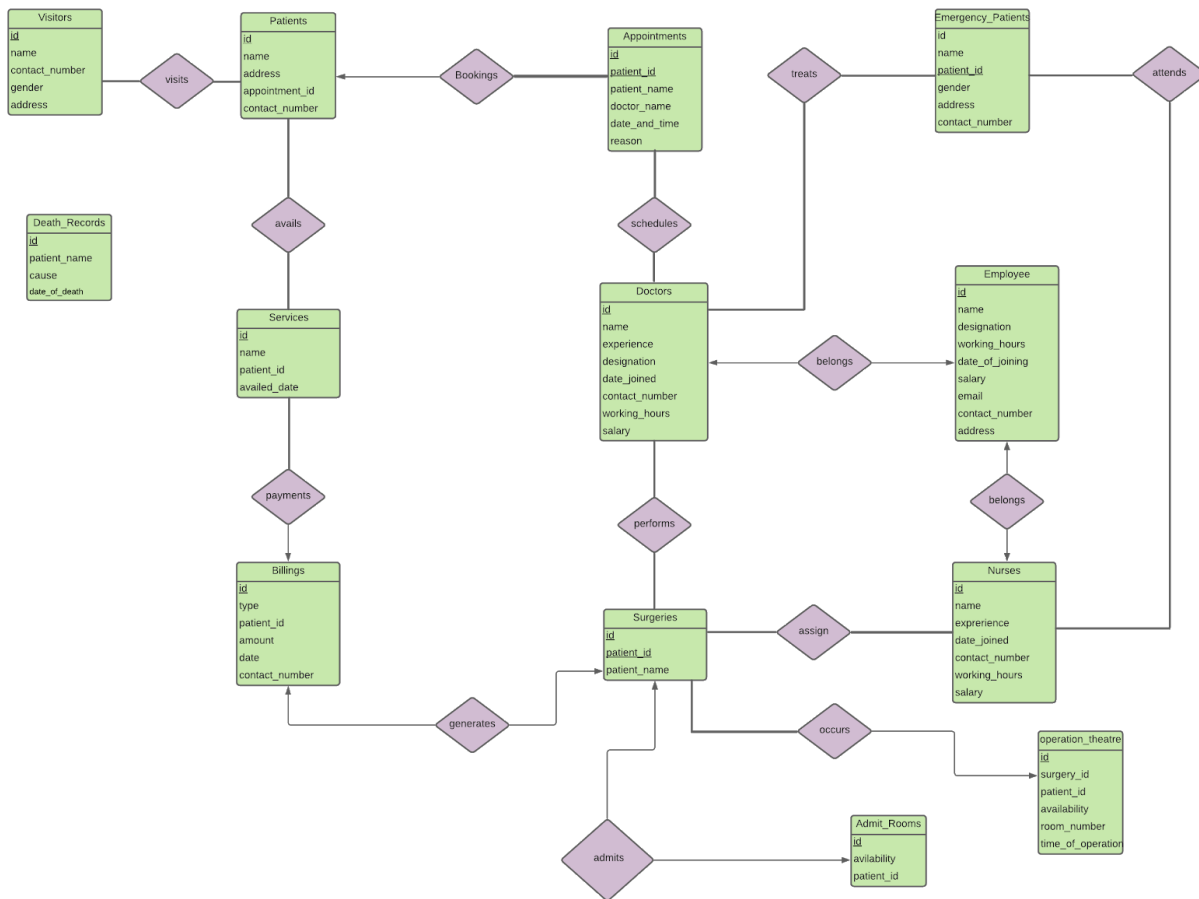 Visitors
id
name
contact_number
gender
address
visits
Patients
id
name
address
appointment_id
contact_number
Bookings
Appointments
id
patient_id
patient_name
doctor_name
date_and_time
reason
treats
Emergency_Patients
id
name
patient_id
gender
address
contact_number
attends
Death_Records
id
patient_name
cause
date_of_death
avails
schedules
Services
id
name
patient_id
availed_date
Doctors
id
name
experience
designation
date_joined
contact_number
working_hours
salary
belongs
Employee
id
name
designation
working_hours
date_of_joining
salary
email
contact_number
address
payments
performs
belongs
Billings
id
type
patient_id
amount
date
contact_number
Surgeries
id
patient_id
patient_name
assign
Nurses
id
name
exprerience
date_joined
contact_number
working_hours
salary
generates
occurs
operation_theatre
id
surgery_id
patient_id
availability
room_number
time_of_operation
admits
Admit_Rooms
id
avilability
patient_id